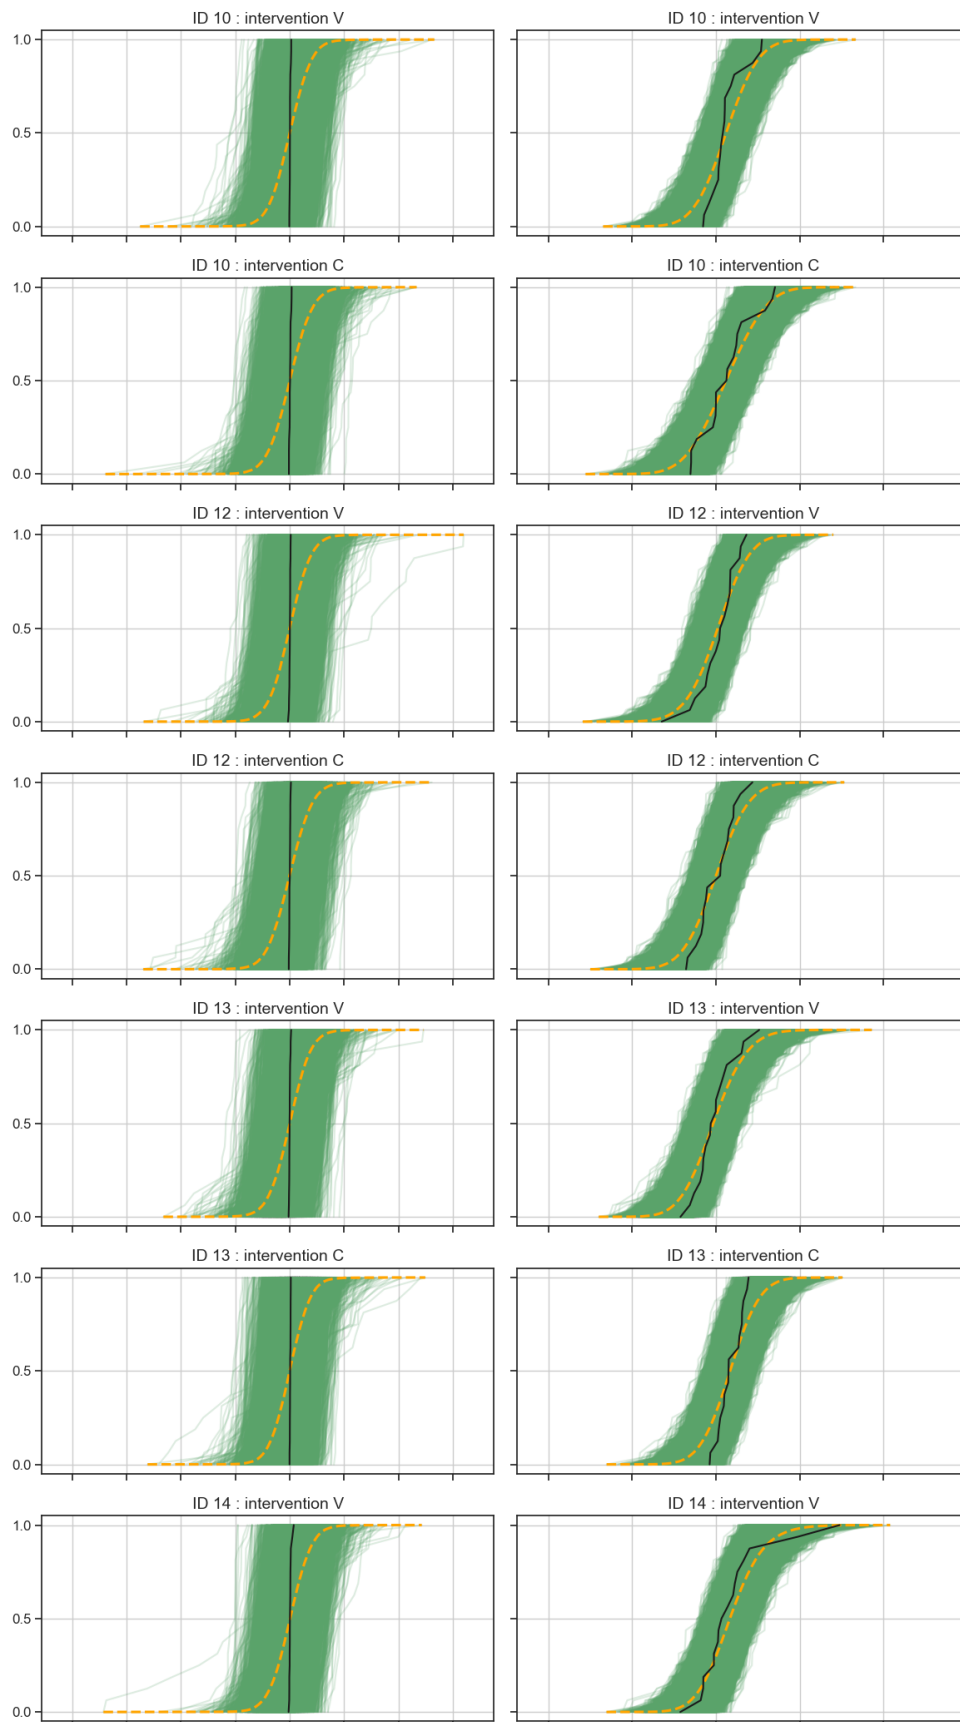 ID 10 : intervention V
ID 10 : intervention V
1.0
0.5
0.0
ID 10 : intervention C
ID 10 : intervention C
1.0
0.5
0.0
ID 12 : intervention V
ID 12 : intervention V
1.0
0.5
0.0
ID 12 : intervention C
ID 12 : intervention C
1.0
0.5
0.0
ID 13 : intervention V
ID 13 : intervention V
1.0
0.5
0.0
ID 13 : intervention C
ID 13 : intervention C
1.0
0.5
0.0
ID 14 : intervention V
ID 14 : intervention V
1.0
0.5
0.0